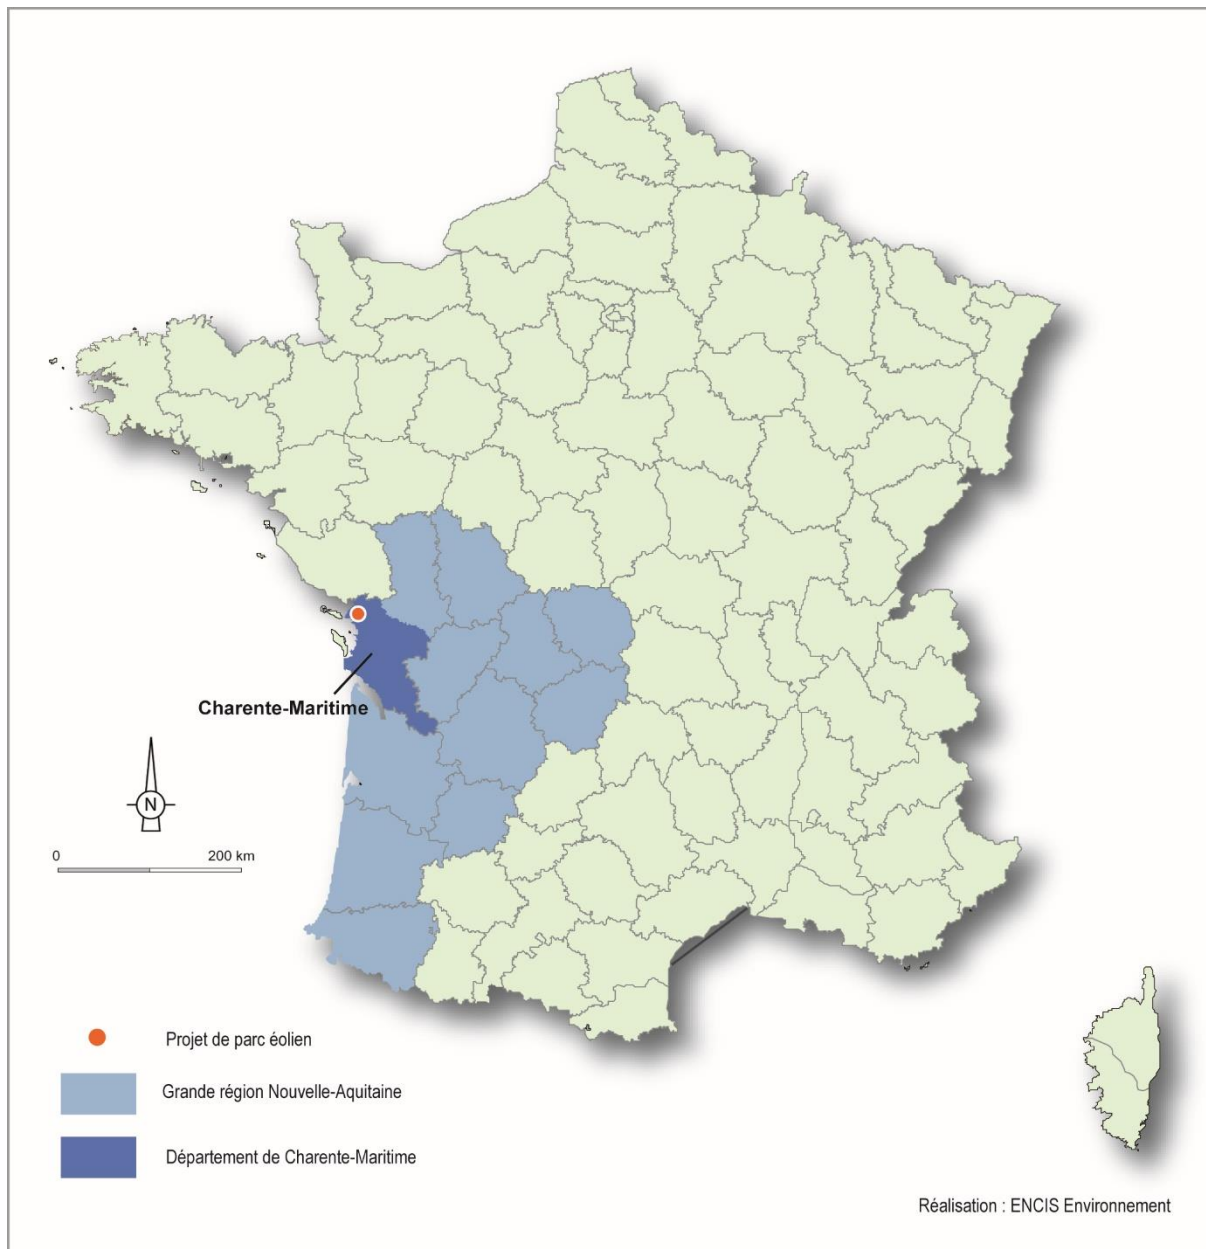 Charente-Maritime
N
0 200 km
Projet de parc éolien
Grande région Nouvelle-Aquitaine
Département de Charente-Maritime
Réalisation : ENCIS Environnement